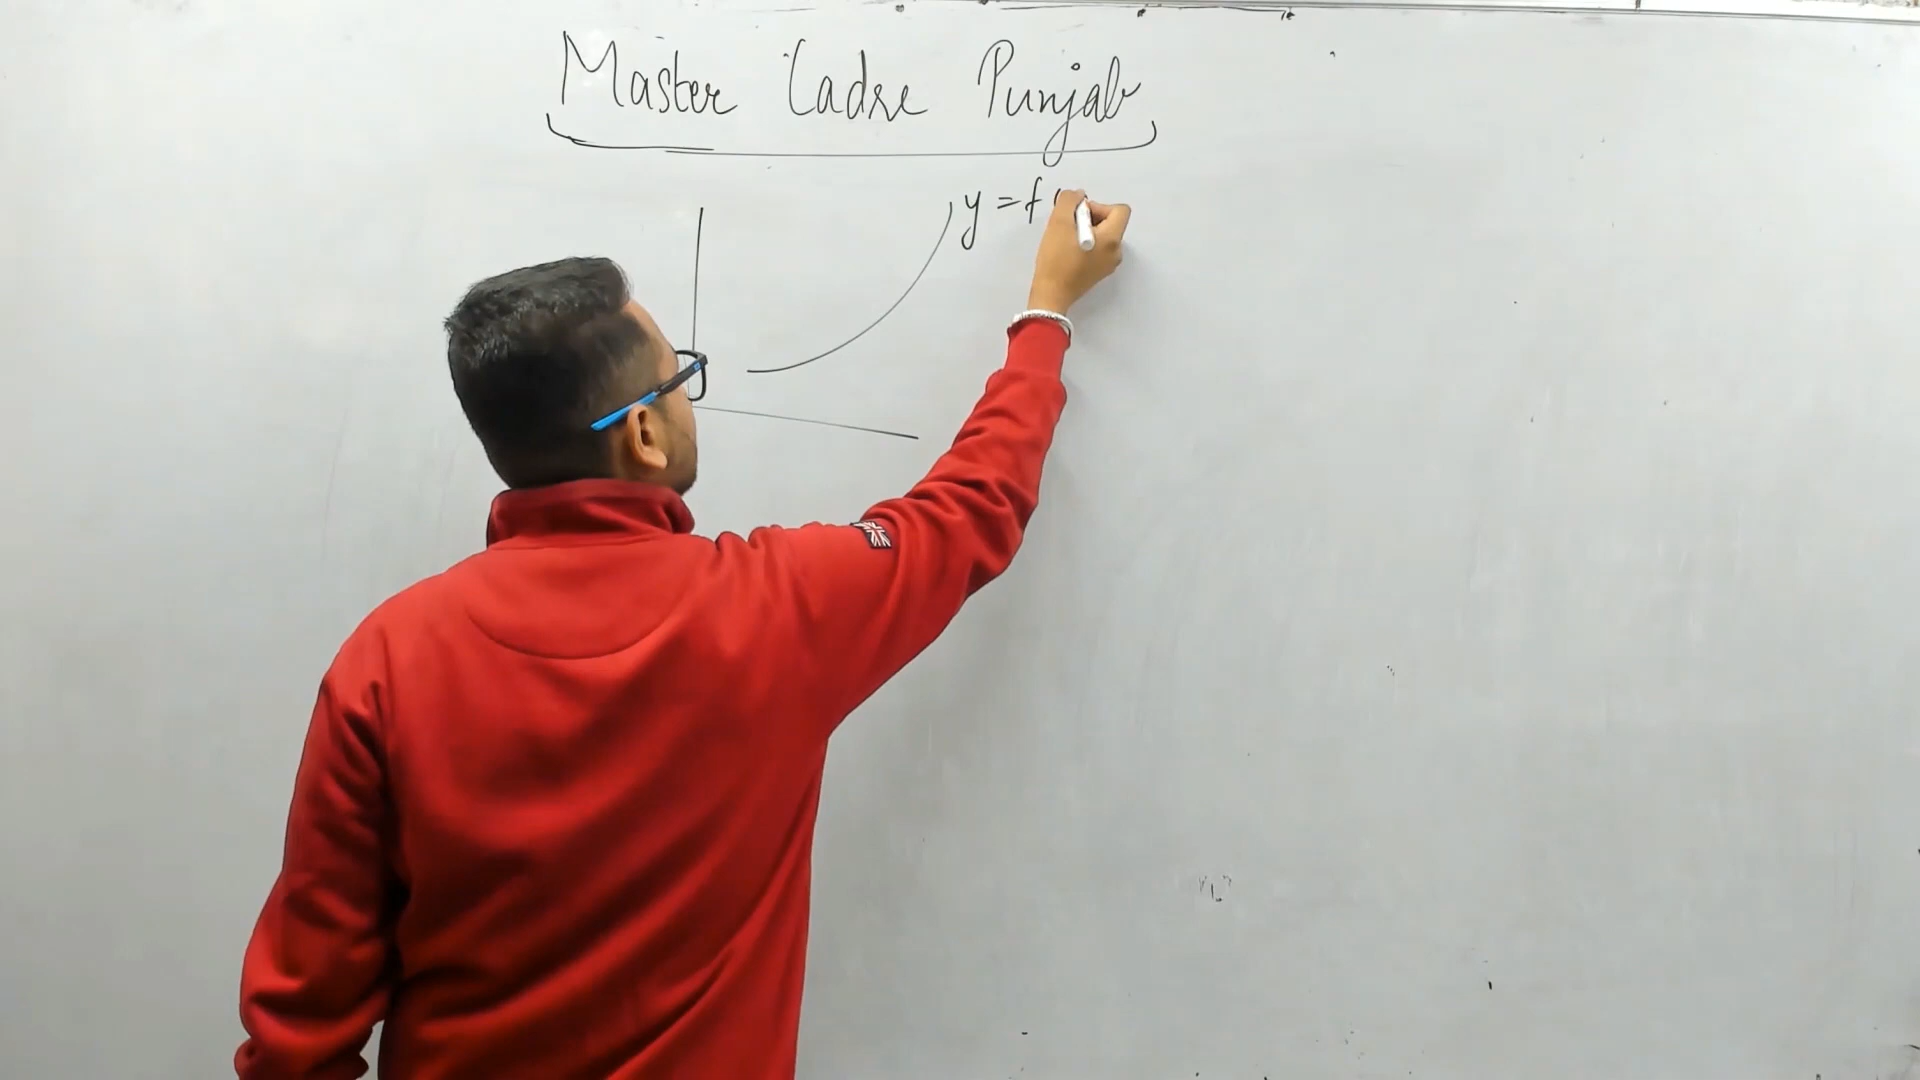 Master Cadre Punjab
y = f (